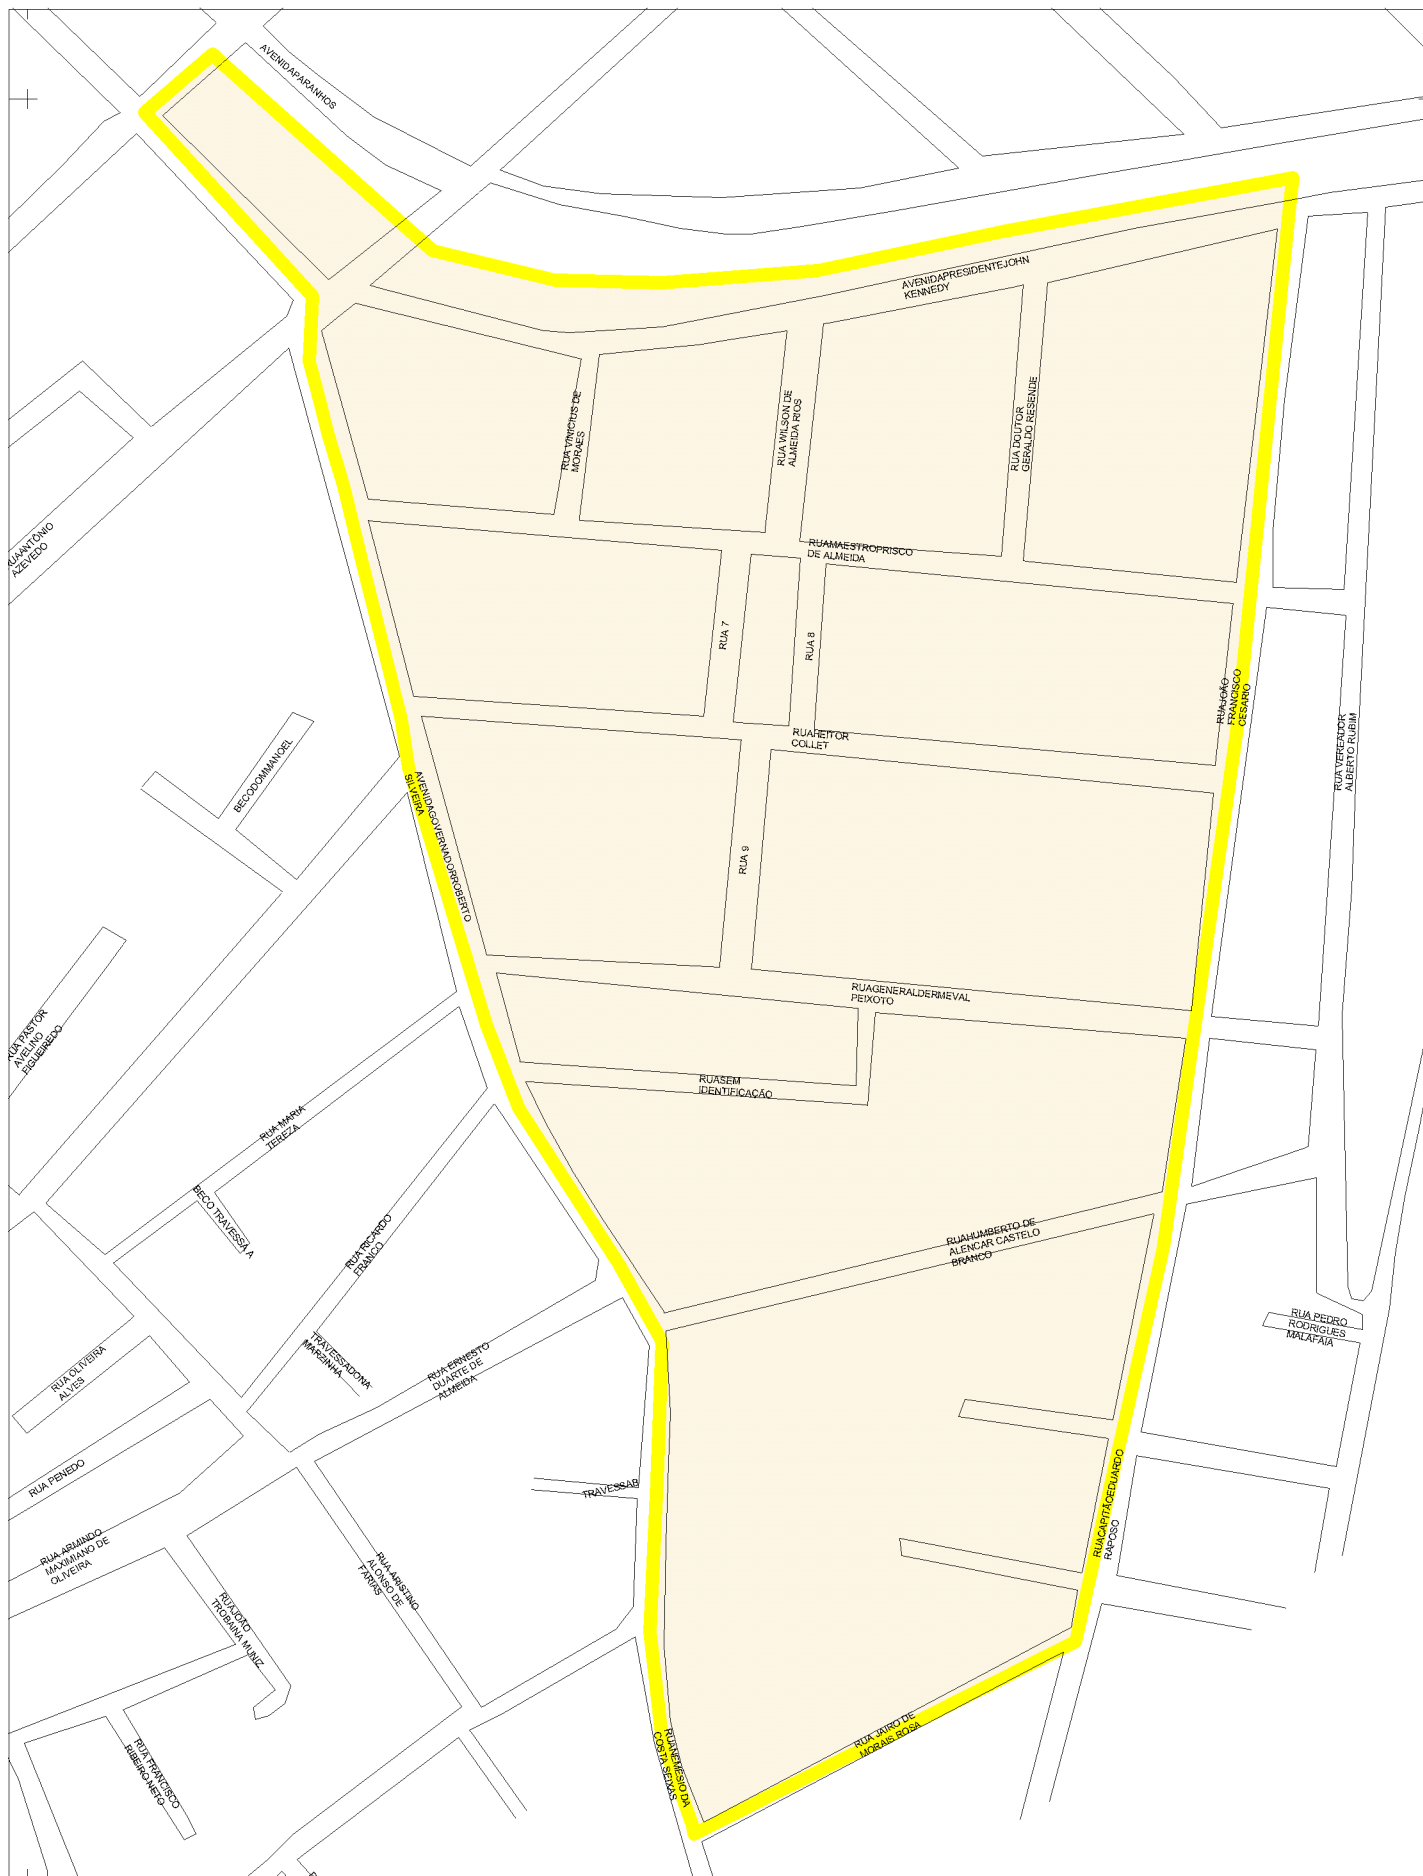 AVENIDAPARANHOS
AVENIDAPRESIDENTEJOHN
KENNEDY
RUA VINICIUS DE
MORAES
RUA WILSON DE
ALMEIDA RIOS
RUA DOUTOR
GERALDO RESENDE
RUAMAESTROPRISCO
DE ALMEIDA
RUAANTÔNIO
AZEVEDO
RUA 7
RUA 8
RUAJOÃO
FRANCISCO
CESARIO
RUAHEITOR
COLLET
RUA VEREADOR
ALBERTO RUBIM
BECODOMMANOEL
AVENIDAGOVERNADORROBERTO
SILVEIRA
RUA 9
RUAGENERALDERMEVAL
PEIXOTO
RUA PASTOR
AVELINO
FIGUEIREDO
RUASEM
IDENTIFICAÇÃO
RUA MARIA
TEREZA
BECO TRAVESSA A
RUA RICARDO
FRANCO
RUAHUMBERTO DE
ALENCAR CASTELO
BRANCO
RUA PEDRO
RODRIGUES
MALAFAIA
TRAVESSADONA
MARZINHA
RUA ERNESTO
DUARTE DE
ALMEIDA
RUA OLIVEIRA
ALVES
RUA PENEDO
TRAVESSAB
RUACAPITÃOEDUARDO
RAPOSO
RUA ARMINDO
MAXIMIANO DE
OLIVEIRA
RUA ARISTINO
ALONSO DE
FARIAS
RUAJOÃO
TROBAINA MUNIZ
RUA FRANCISCO
RIBEIRO NETO
RUANEMESIO DA
COSTA SEIXAS
RUA JAIRO DE
MORAIS ROSA